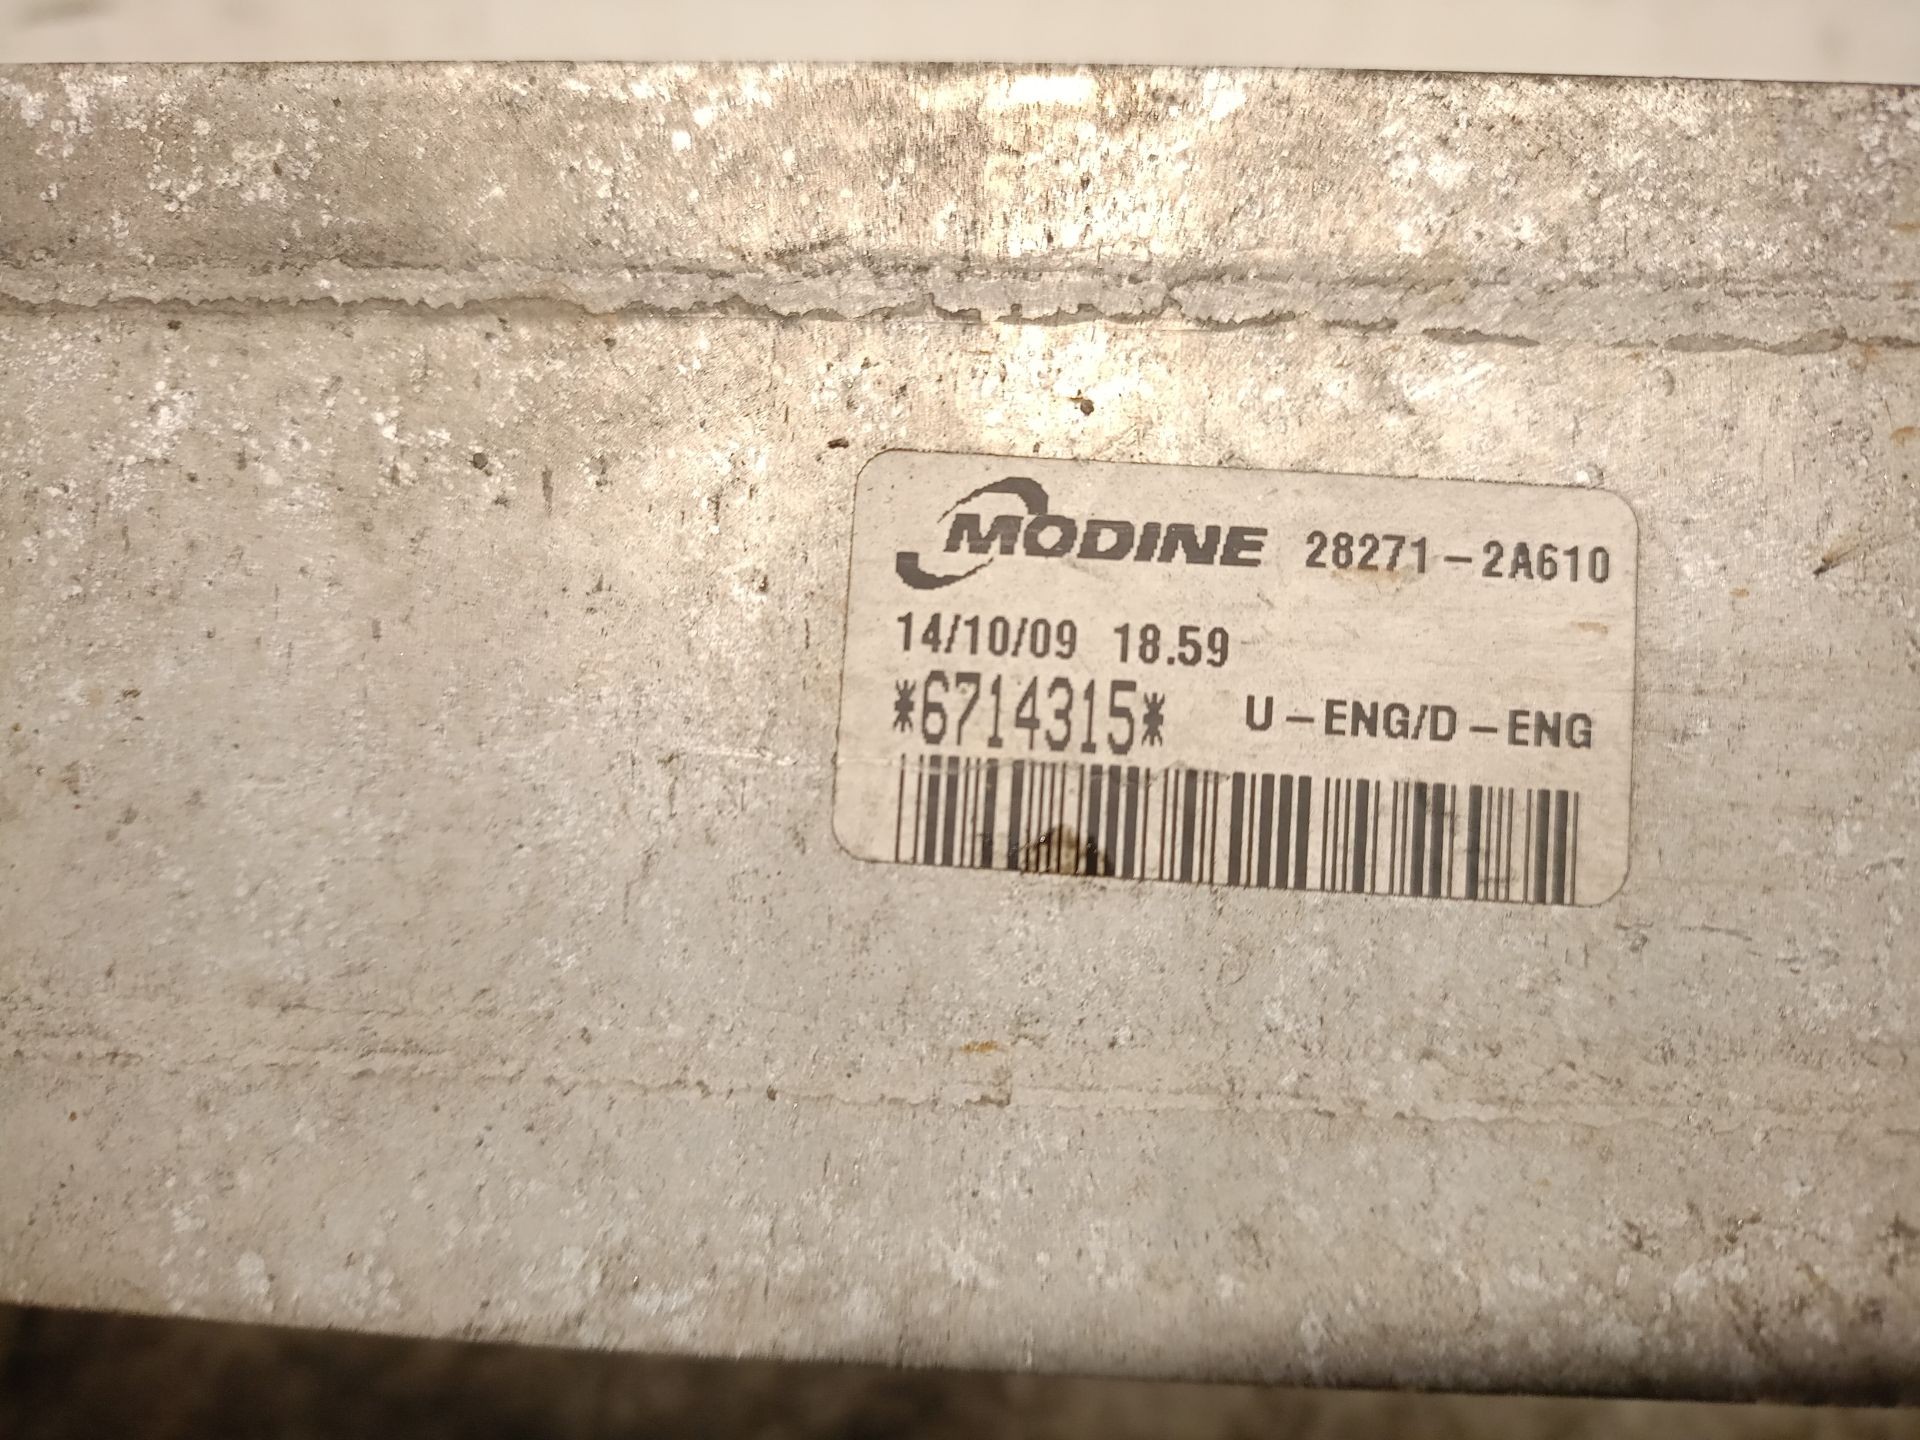 MODINE 28271-2A610
14/10/09 18.59
*6714315* U-ENG/D-ENG